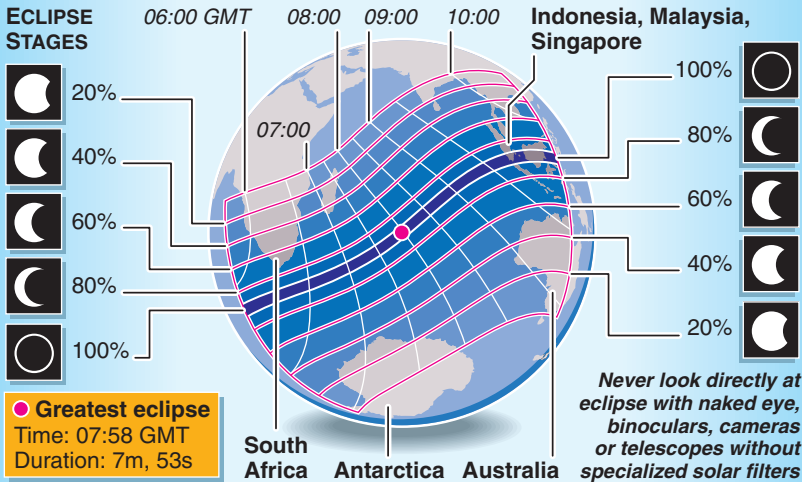 ECLIPSE
STAGES
06:00 GMT
08:00
09:00
10:00
Indonesia, Malaysia,
Singapore
20%
40%
60%
80%
100%
07:00
100%
80%
60%
40%
20%
Greatest eclipse
Time: 07:58 GMT
Duration: 7m, 53s
South
Africa
Antarctica
Australia
Never look directly at
eclipse with naked eye,
binoculars, cameras
or telescopes without
specialized solar filters